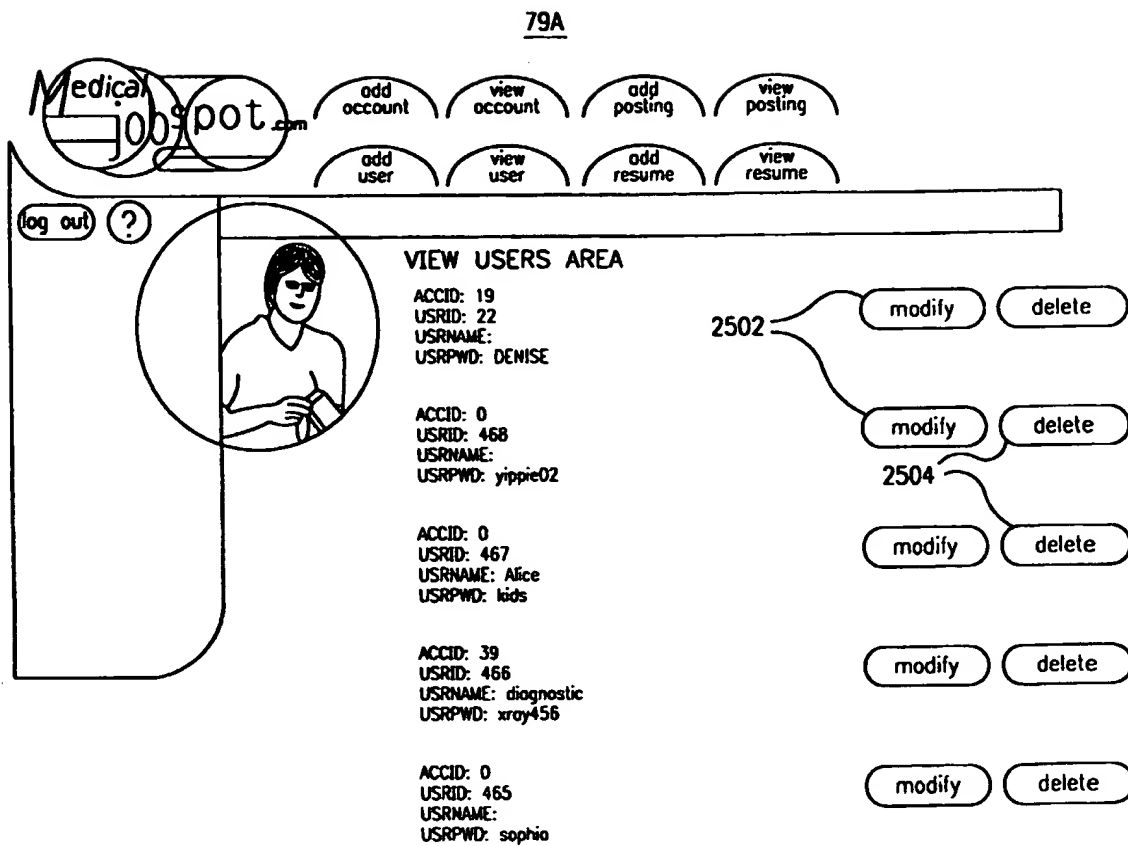 79A
Medical
jobspot.com
add account
view account
add posting
view posting
add user
view user
add resume
view resume
log out ?
VIEW USERS AREA
ACCID: 19
USRID: 22
USRNAME:
USRPWD: DENISE
2502
modify delete
ACCID: 0
USRID: 468
USRNAME:
USRPWD: yippie02
modify delete
2504
ACCID: 0
USRID: 467
USRNAME: Alice
USRPWD: kids
modify delete
ACCID: 39
USRID: 466
USRNAME: diagnostic
USRPWD: xray456
modify delete
ACCID: 0
USRID: 465
USRNAME:
USRPWD: sophia
modify delete